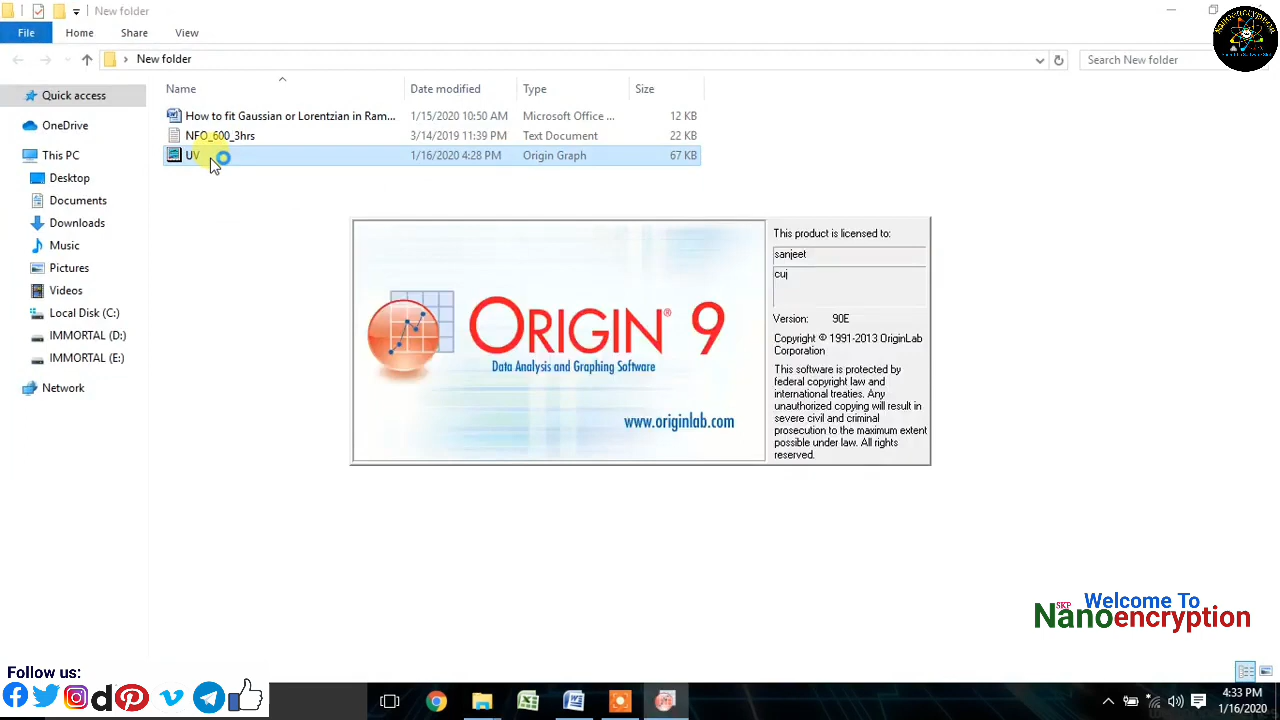 New folder
File Home Share View
New folder
Search New folder
Name Date modified Type Size
Quick access
OneDrive
This PC
Desktop
Documents
Downloads
Music
Pictures
Videos
Local Disk (C:)
IMMORTAL (D:)
IMMORTAL (E:)
Network
How to fit Gaussian or Lorentzian in Ram... 1/15/2020 10:50 AM Microsoft Office ... 12 KB
NFO_600_3hrs 3/14/2019 11:39 PM Text Document 22 KB
UV 1/16/2020 4:28 PM Origin Graph 67 KB
ORIGIN® 9
Data Analysis and Graphing Software
www.originlab.com
This product is licensed to:
sanjeet
cuj
Version: 90E
Copyright © 1991-2013 OriginLab
Corporation
This software is protected by
federal copyright law and
international treaties. Any
unauthorized copying will result in
severe civil and criminal
prosecution to the maximum extent
possible under law. All rights
reserved.
Welcome To
SKP
Nanoencryption
Follow us:
4:33 PM
1/16/2020